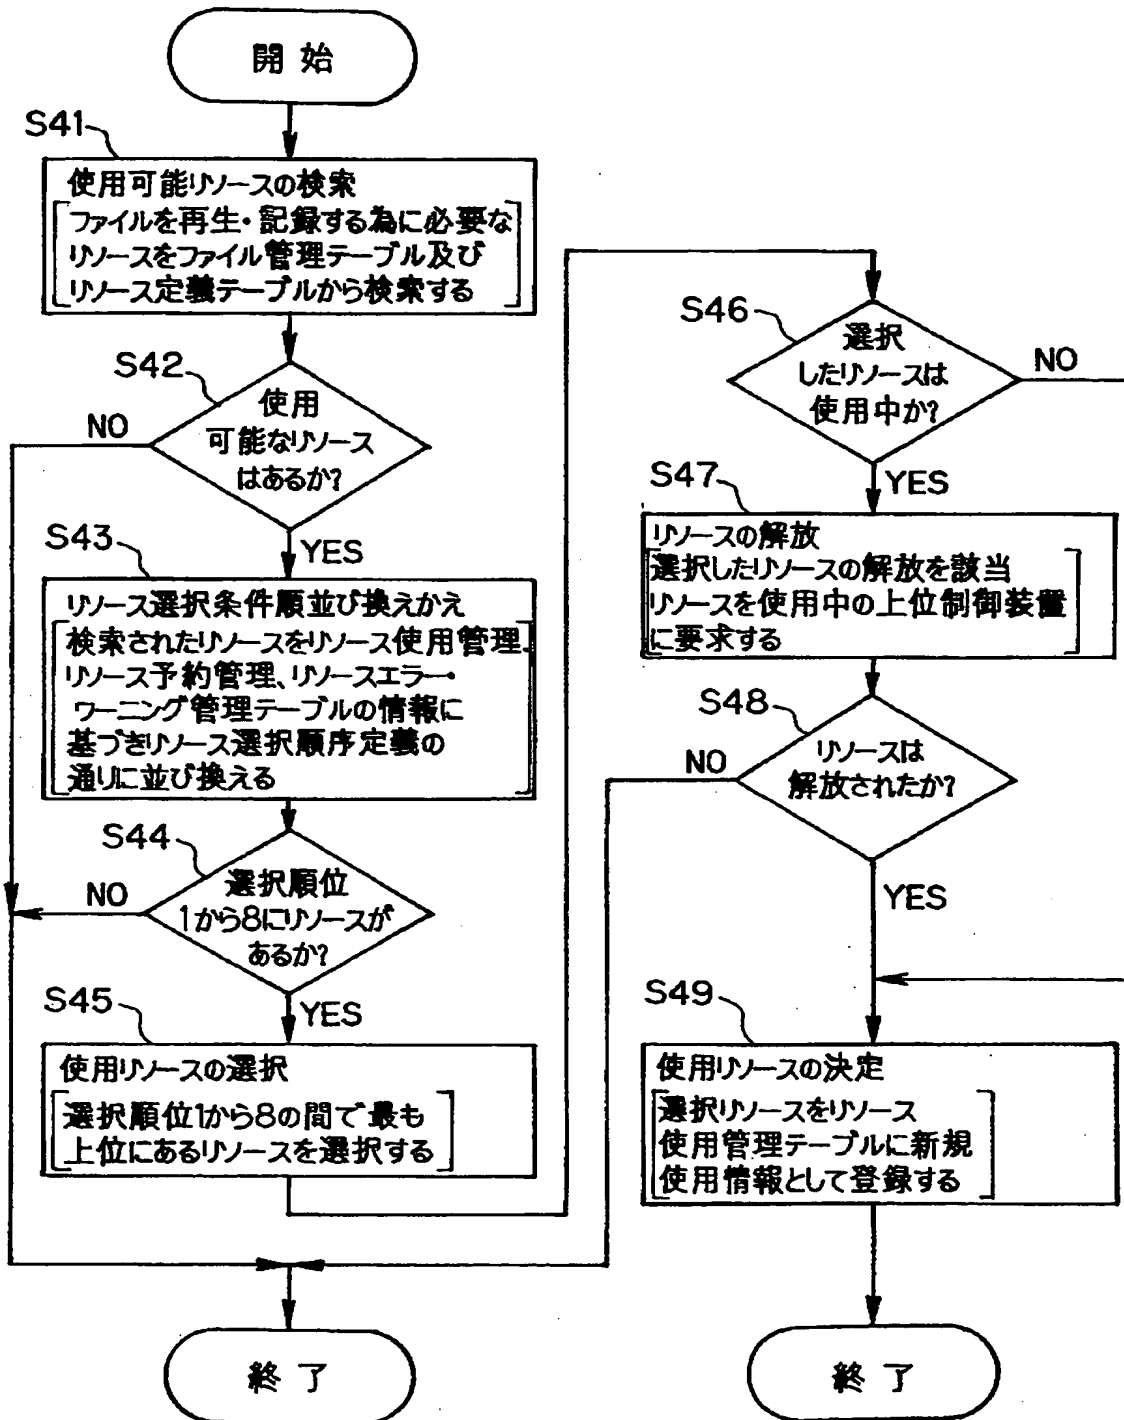 開始
S41
使用可能リソースの検索
ファイルを再生・記録する為に必要な
リソースをファイル管理テーブル及び
リソース定義テーブルから検索する
S42
使用
可能なリソース
はあるか?
NO
YES
S43
リソース選択条件順並び換えかえ
検索されたリソースをリソース使用管理、
リソース予約管理、リソースエラー・
ワーニング管理テーブルの情報に
基づきリソース選択順序定義の
通りに並び換える
S44
選択順位
1から8にリソースが
あるか?
NO
YES
S45
使用リソースの選択
選択順位1から8の間で最も
上位にあるリソースを選択する
終了
S46
選択
したリソースは
使用中か?
NO
YES
S47
リソースの解放
選択したリソースの解放を該当
リソースを使用中の上位制御装置
に要求する
S48
リソースは
解放されたか?
NO
YES
S49
使用リソースの決定
選択リソースをリソース
使用管理テーブルに新規
使用情報として登録する
終了